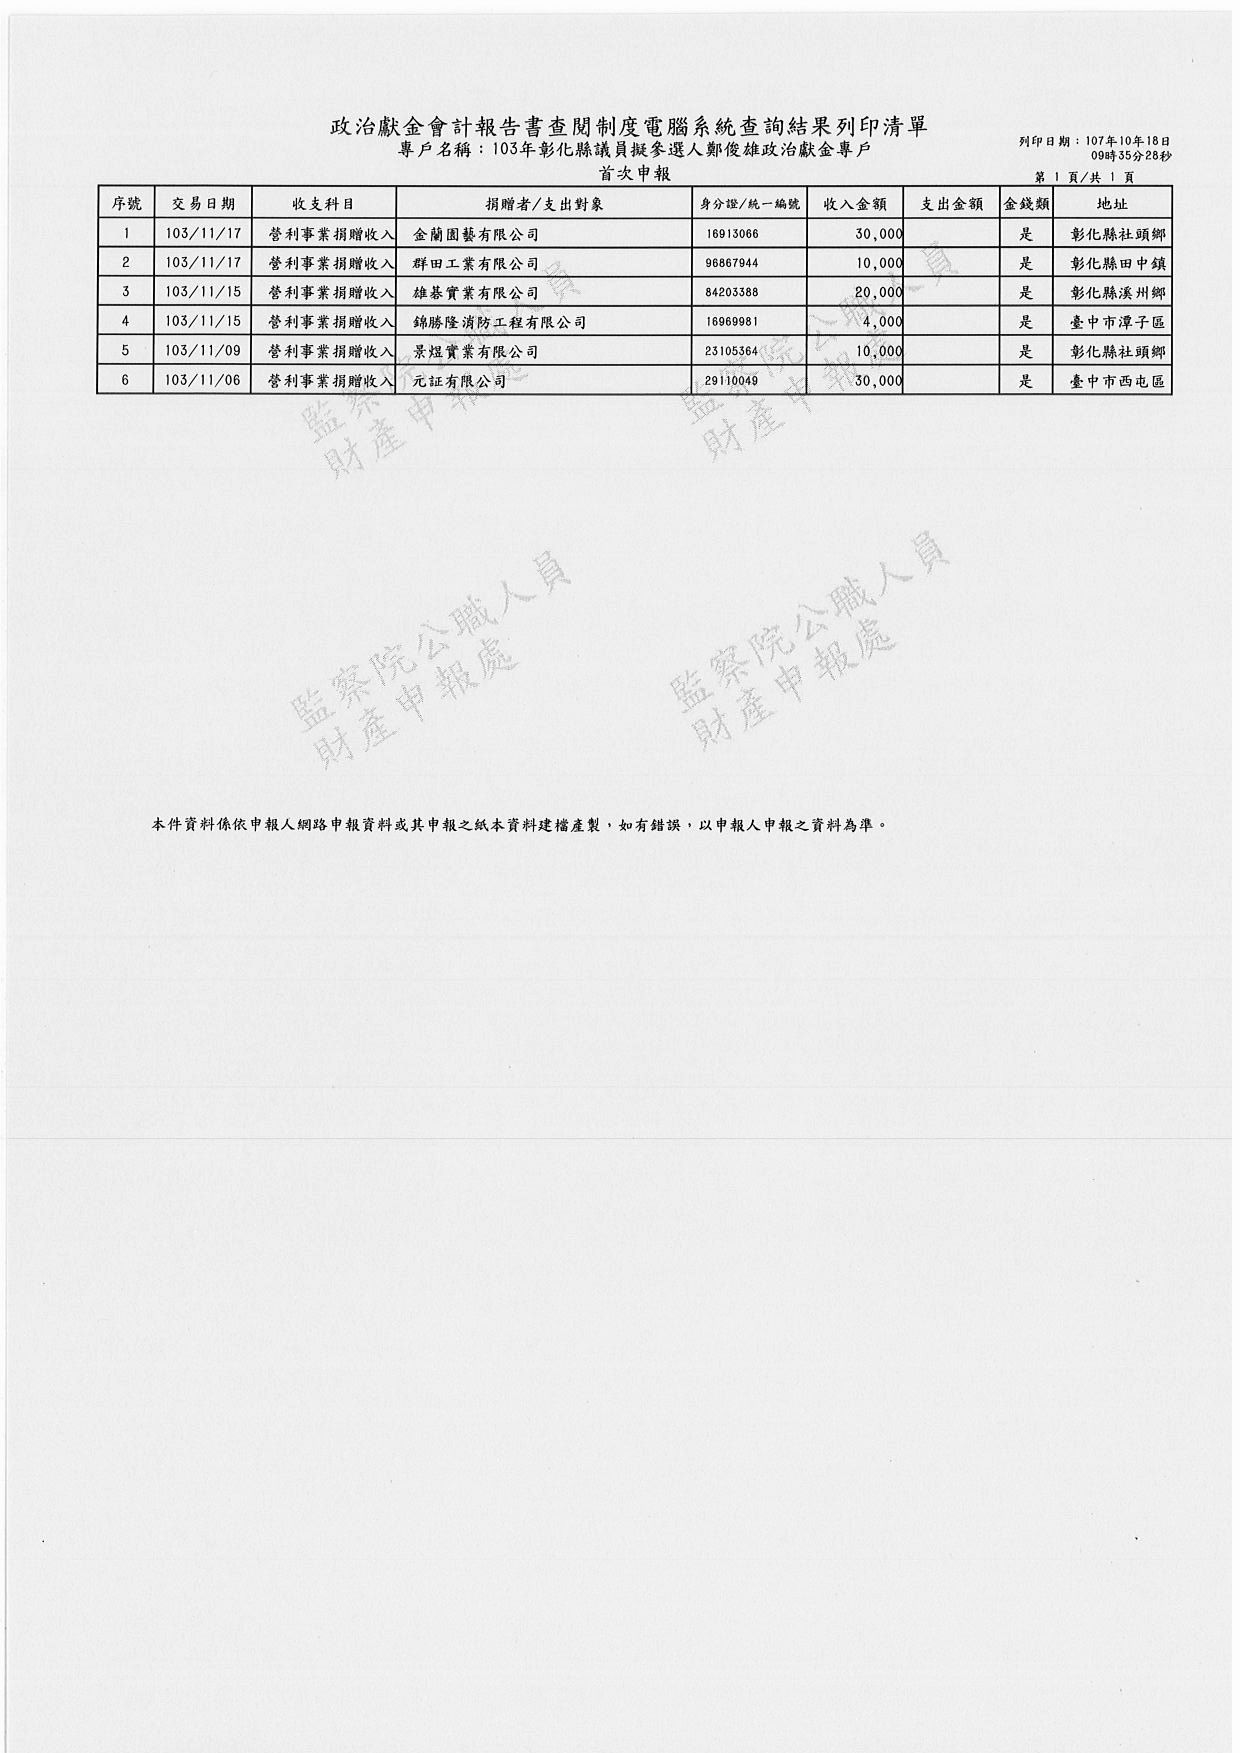 政治獻金會計報告書查閱制度電腦系統查詢結果列印清單
專戶名稱：103年彰化縣議員擬參選人鄭俊雄政治獻金專戶
首次申報
列印日期：107年10月18日
09時35分28秒
第 1 頁/共 1 頁
序號 交易日期 收支科目 捐贈者/支出對象 身分證/統一編號 收入金額 支出金額 金錢類 地址
1 103/11/17 營利事業捐贈收入 金蘭園藝有限公司 16913066 30,000 是 彰化縣社頭鄉
2 103/11/17 營利事業捐贈收入 群田工業有限公司 96867944 10,000 是 彰化縣田中鎮
3 103/11/15 營利事業捐贈收入 雄碁實業有限公司 84203388 20,000 是 彰化縣溪州鄉
4 103/11/15 營利事業捐贈收入 錦勝隆消防工程有限公司 16969981 4,000 是 臺中市潭子區
5 103/11/09 營利事業捐贈收入 景焜實業有限公司 23105364 10,000 是 彰化縣社頭鄉
6 103/11/06 營利事業捐贈收入 元証有限公司 29110049 30,000 是 臺中市西屯區
監察院公職人員
財產申報處
監察院公職人員
財產申報處
監察院公職人員
財產申報處
監察院公職人員
財產申報處
本件資料係依申報人網路申報資料或其申報之紙本資料建檔產製，如有錯誤，以申報人申報之資料為準。